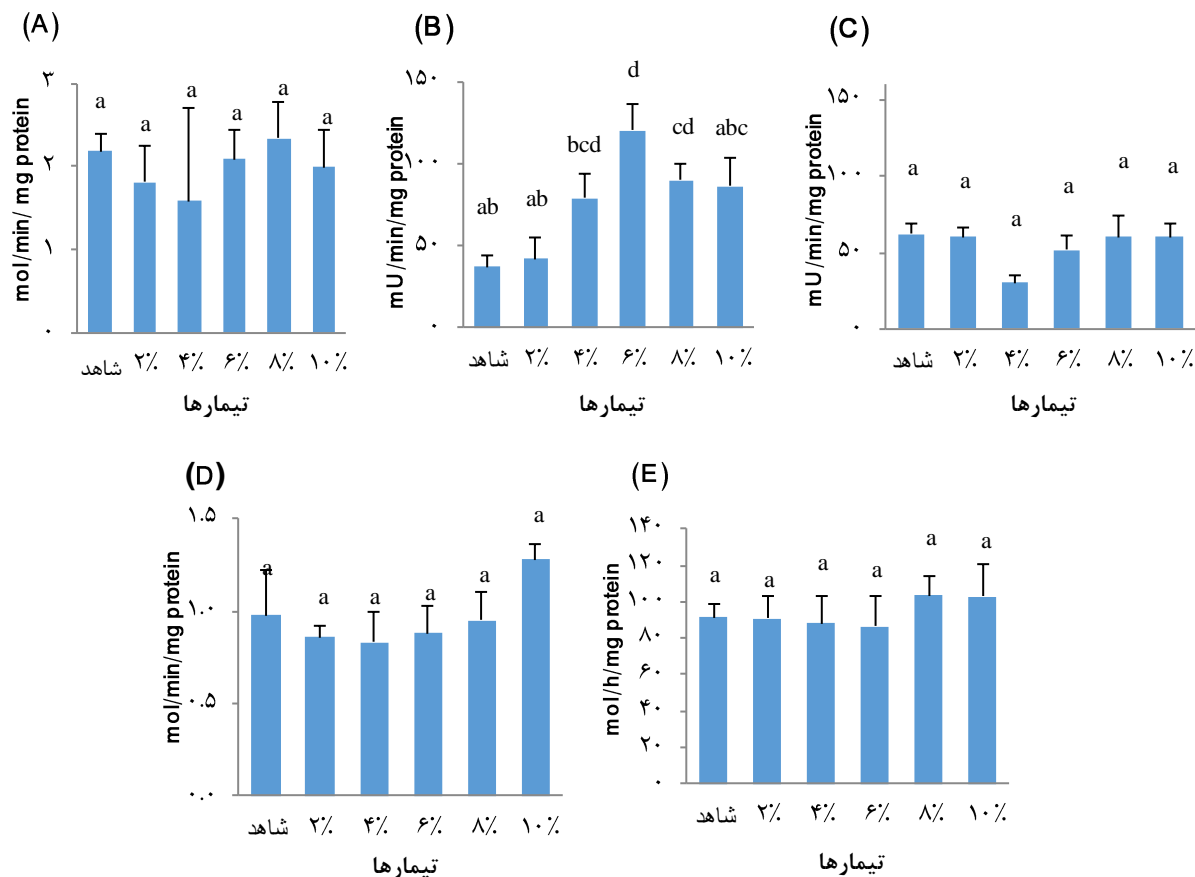 (A)
mol/min/ mg protein
۳
۲
۱
۰
a a a a a a
شاهد ۲٪ ۴٪ ۶٪ ۸٪ ۱۰٪
تیمارها
(B)
mU/min/mg protein
۱۵۰
۱۰۰
۵۰
۰
ab ab bcd d cd abc
شاهد ۲٪ ۴٪ ۶٪ ۸٪ ۱۰٪
تیمارها
(C)
mU/min/mg protein
۱۵۰
۱۰۰
۵۰
۰
a a a a a a
شاهد ۲٪ ۴٪ ۶٪ ۸٪ ۱۰٪
تیمارها
(D)
mol/min/mg protein
۱.۵
۱.۰
۰.۵
۰.۰
a a a a a a
شاهد ۲٪ ۴٪ ۶٪ ۸٪ ۱۰٪
تیمارها
(E)
mol/h/mg protein
۱۴۰
۱۲۰
۱۰۰
۸۰
۶۰
۴۰
۲۰
۰
a a a a a a
شاهد ۲٪ ۴٪ ۶٪ ۸٪ ۱۰٪
تیمارها